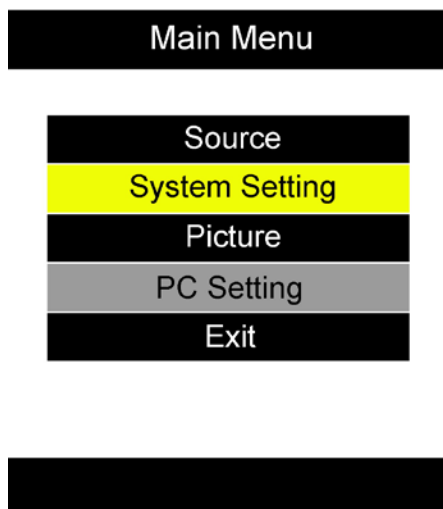 Main Menu
Source
System Setting
Picture
PC Setting
Exit